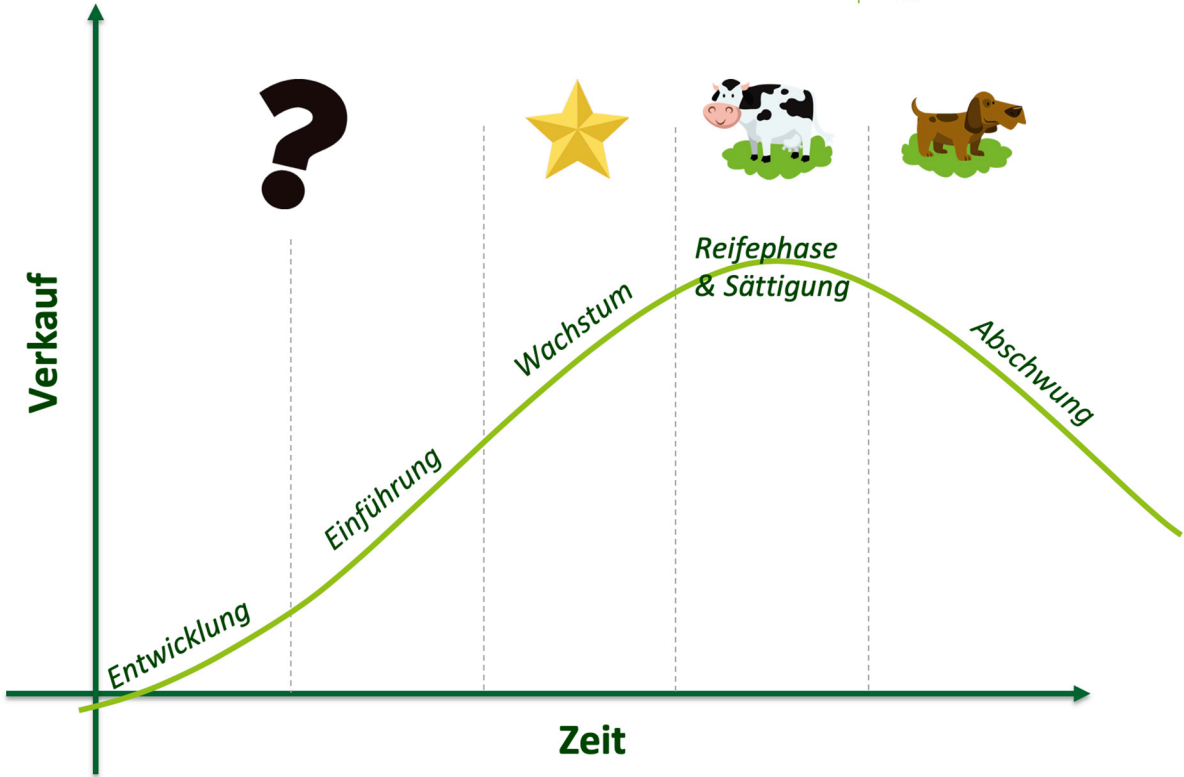 Verkauf
Entwicklung
Einführung
Wachstum
Reifephase
& Sättigung
Abschwung
Zeit